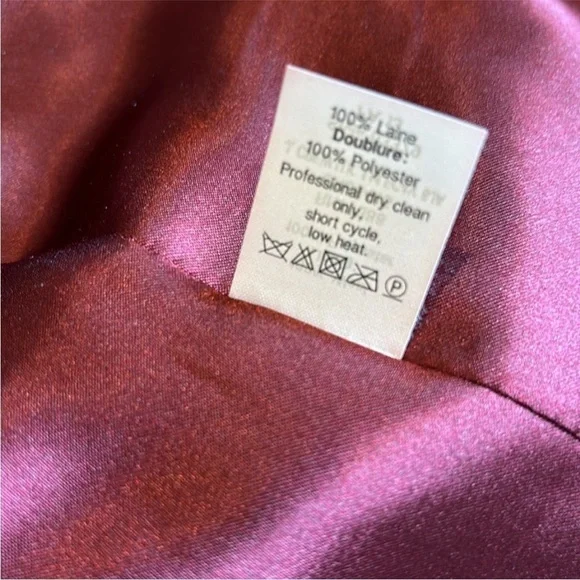 100% Laine
Doublure:
100% Polyester
Professional dry clean
only,
short cycle,
low heat.
P